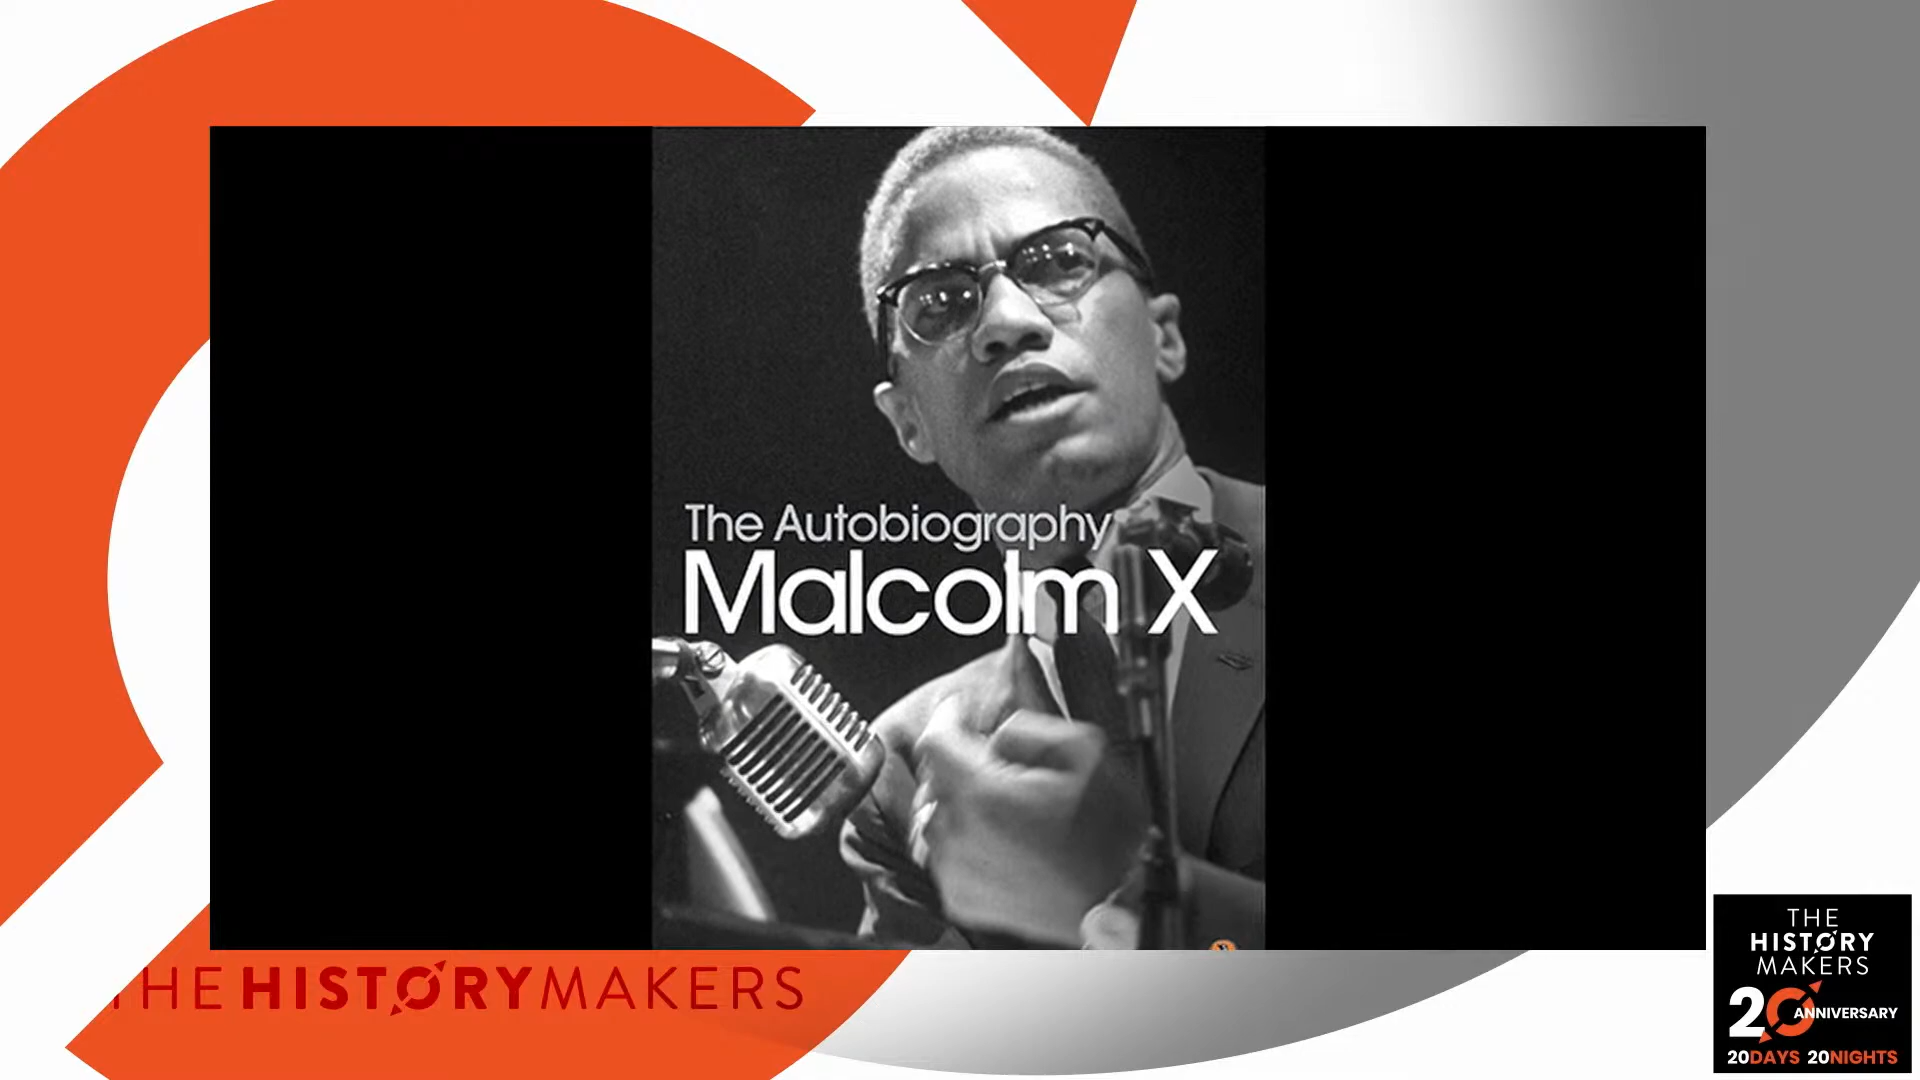 The Autobiography
Malcolm X
THE HISTORYMAKERS
THE
HISTORY
MAKERS
20 ANNIVERSARY
20DAYS 20NIGHTS